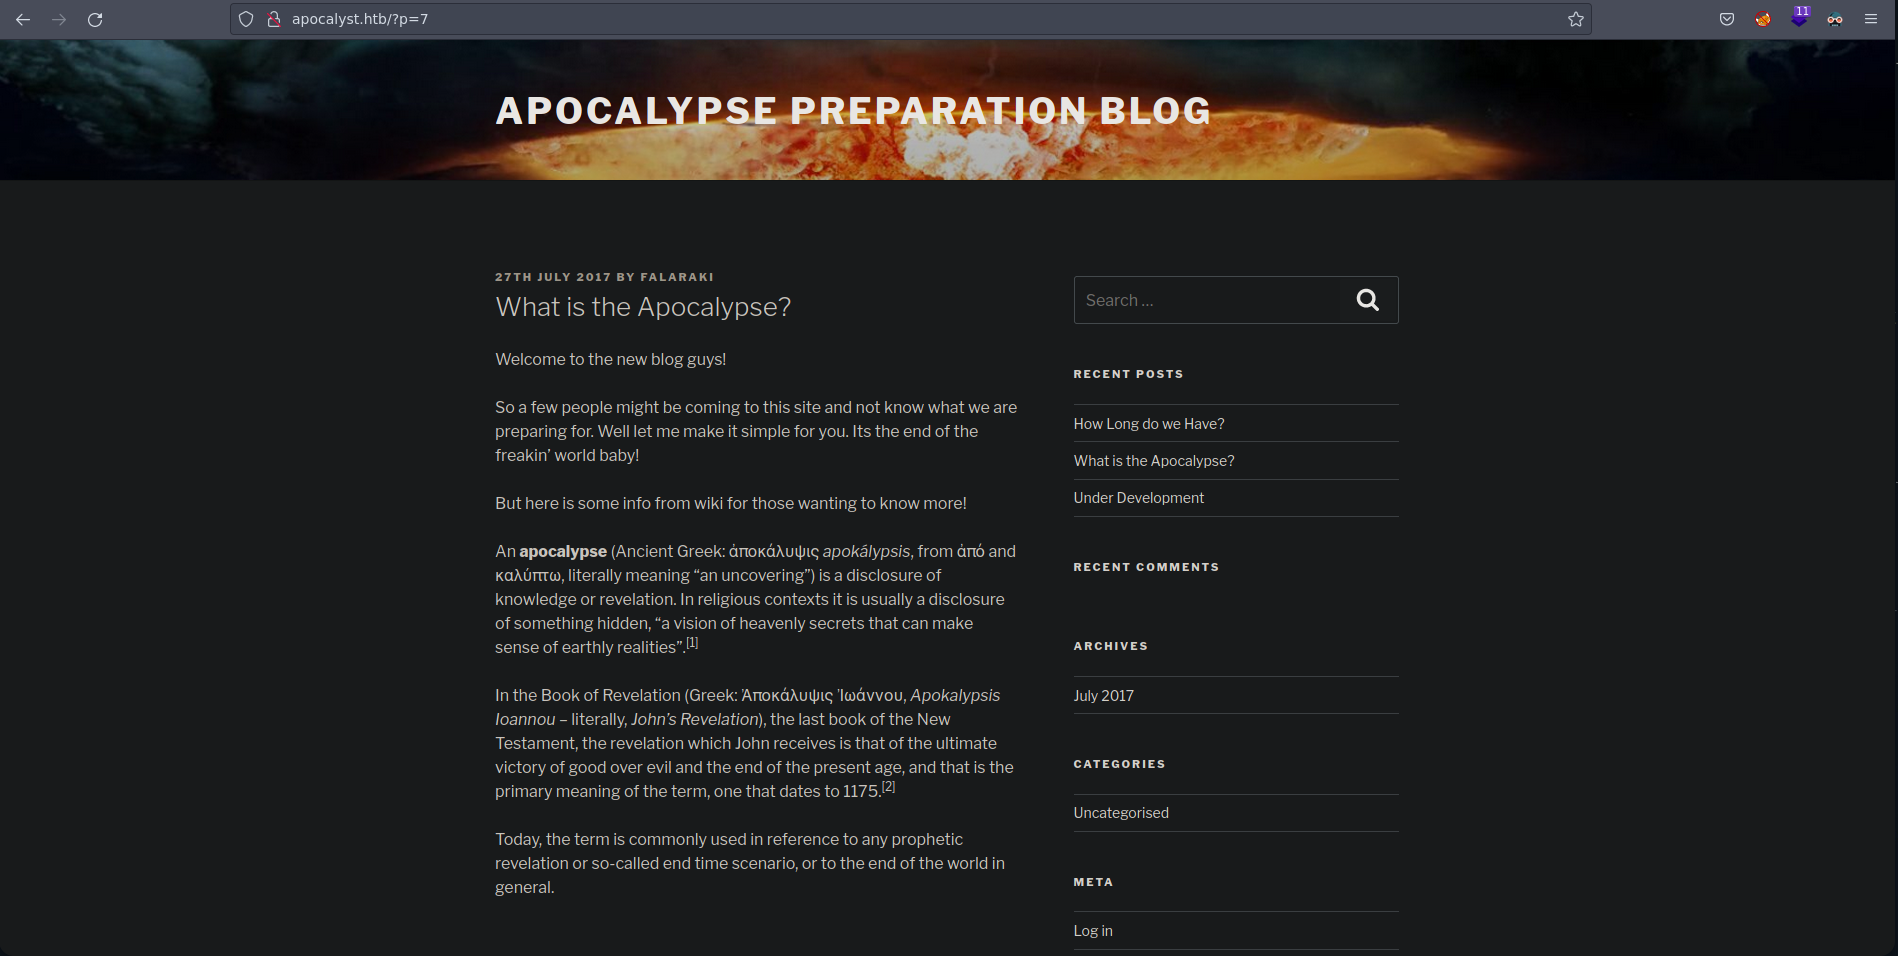 apocalyst.htb/?p=7
11
APOCALYPSE PREPARATION BLOG
27TH JULY 2017 BY FALARAKI
What is the Apocalypse?
Welcome to the new blog guys!
So a few people might be coming to this site and not know what we are
preparing for. Well let me make it simple for you. Its the end of the
freakin’ world baby!
But here is some info from wiki for those wanting to know more!
An apocalypse (Ancient Greek: ἀποκάλυψις apokálypsis, from ἀπό and
καλύπτω, literally meaning “an uncovering”) is a disclosure of
knowledge or revelation. In religious contexts it is usually a disclosure
of something hidden, “a vision of heavenly secrets that can make
sense of earthly realities”.[1]
In the Book of Revelation (Greek: Ἀποκάλυψις Ἰωάννου, Apokalypsis
Ioannou – literally, John’s Revelation), the last book of the New
Testament, the revelation which John receives is that of the ultimate
victory of good over evil and the end of the present age, and that is the
primary meaning of the term, one that dates to 1175.[2]
Today, the term is commonly used in reference to any prophetic
revelation or so-called end time scenario, or to the end of the world in
general.
Search …
RECENT POSTS
How Long do we Have?
What is the Apocalypse?
Under Development
RECENT COMMENTS
ARCHIVES
July 2017
CATEGORIES
Uncategorised
META
Log in